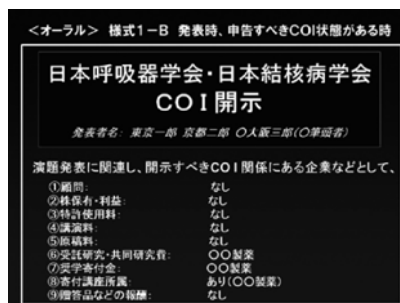 ＜オーラル＞ 様式1－B 発表時、申告すべきCOI状態がある時
日本呼吸器学会・日本結核病学会
COI開示
発表者名： 東京一郎 京都二郎 〇大阪三郎(〇筆頭者)
演題発表に関連し、開示すべきCOI関係にある企業などとして、
①顧問： なし
②株保有・利益： なし
③特許使用料： なし
④講演料： なし
⑤原稿料： なし
⑥受託研究・共同研究費： 〇〇製薬
⑦奨学寄付金： 〇〇製薬
⑧寄付講座所属： あり(〇〇製薬)
⑨贈答品などの報酬： なし